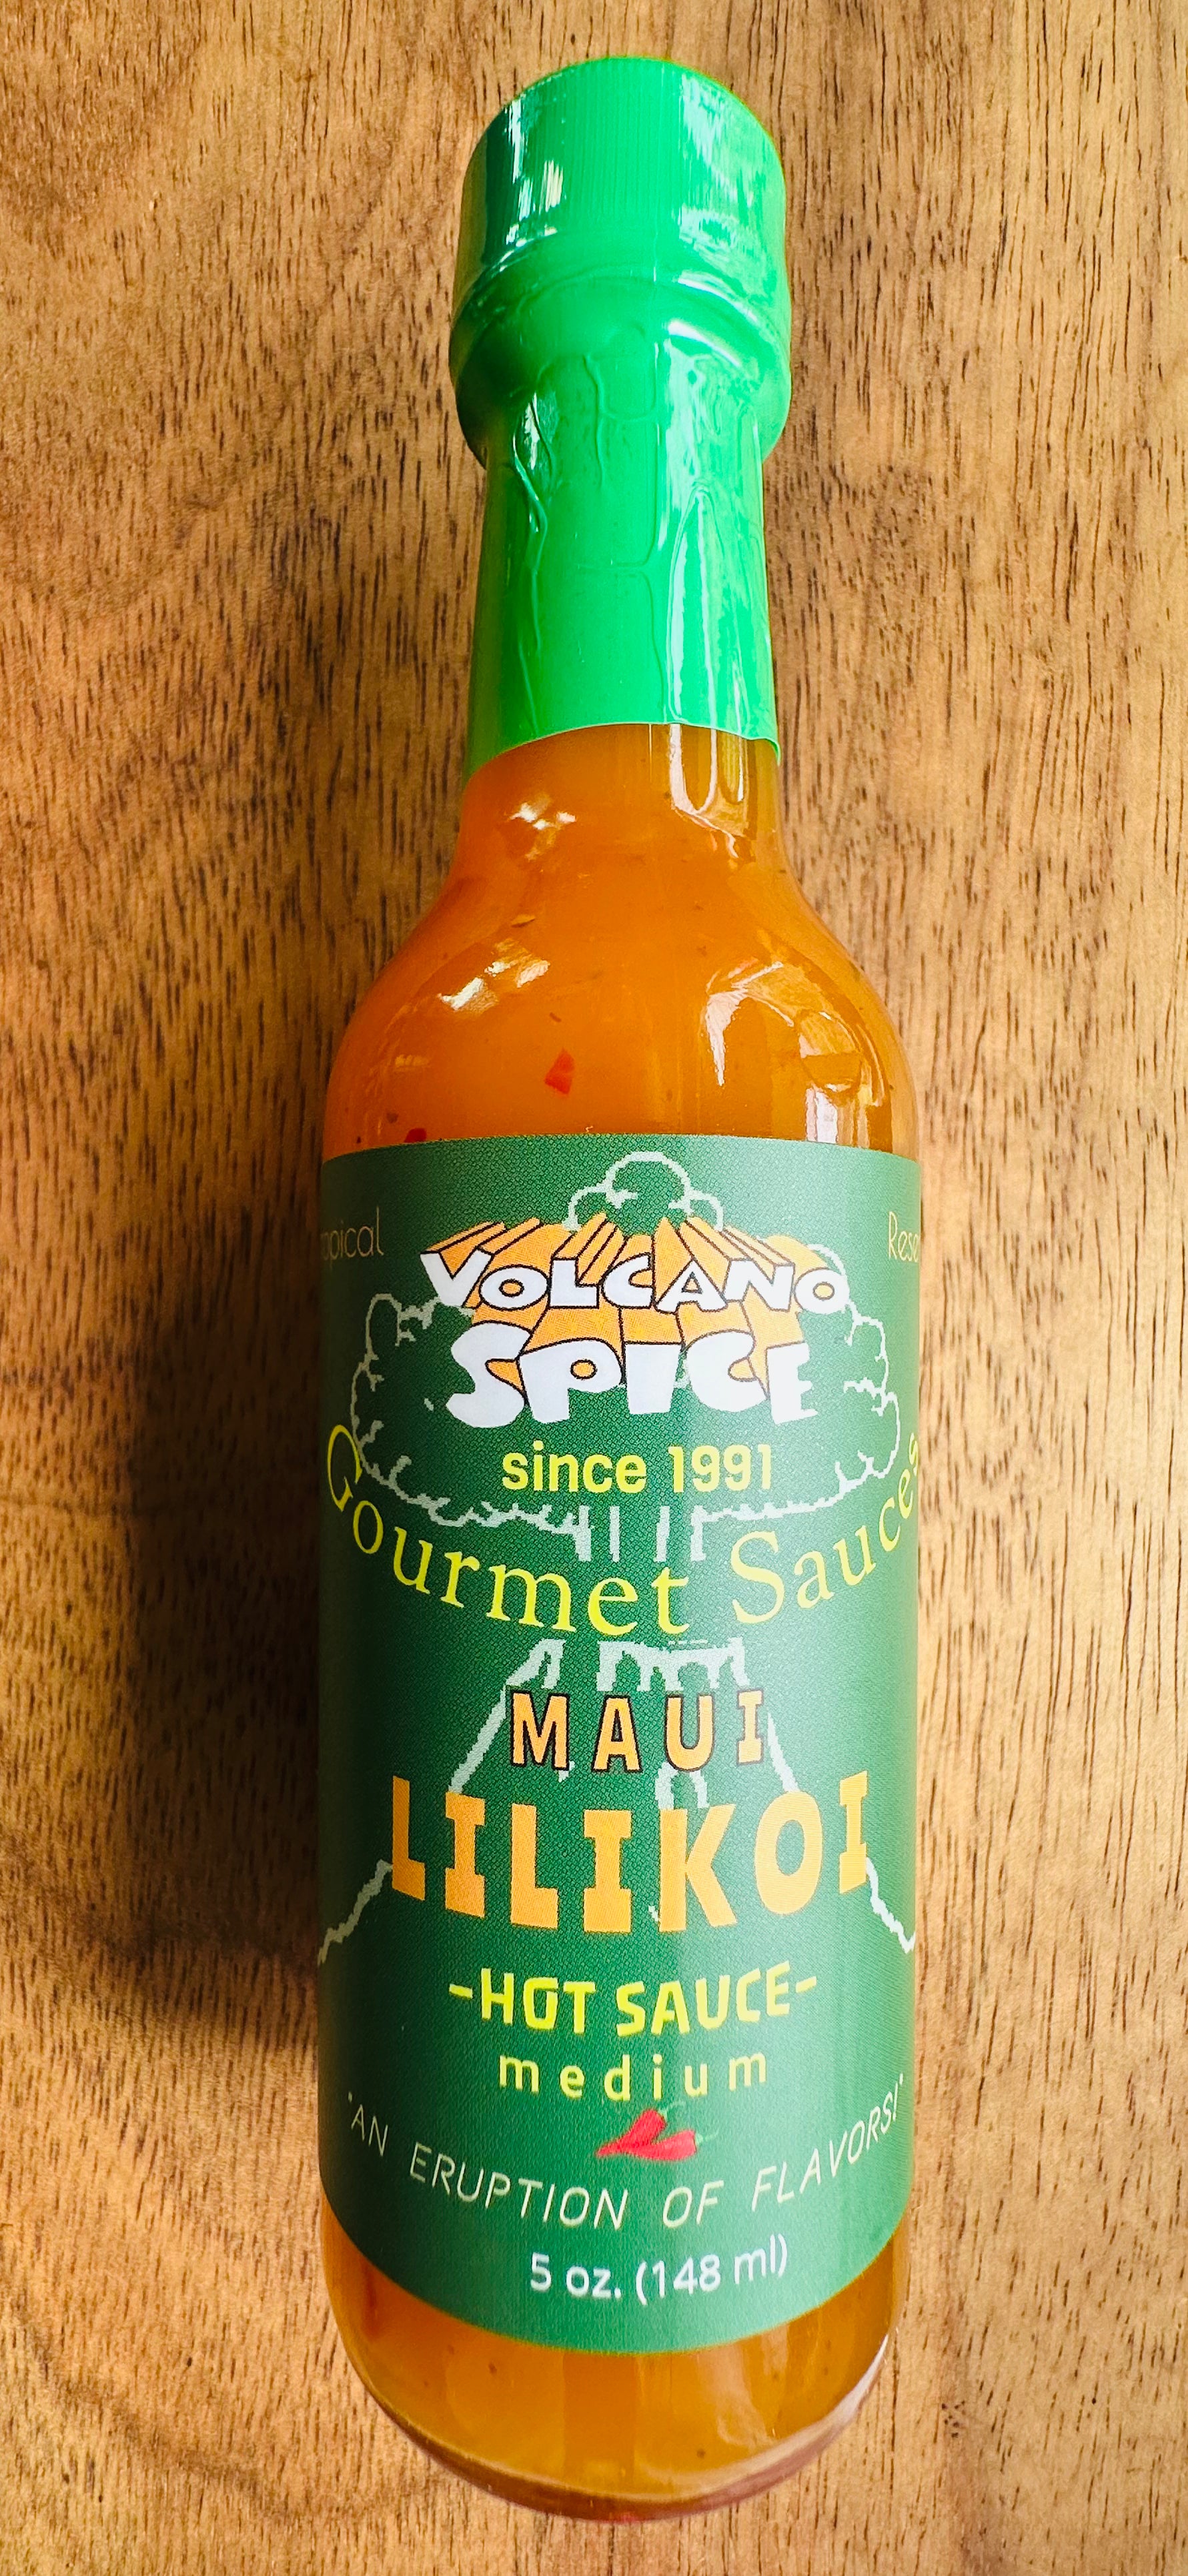 VOLCANO
SPICE
since 1991
Gourmet Sauces
MAUI
LILIKOI
-HOT SAUCE-
medium
"AN ERUPTION OF FLAVORS!"
5 oz. (148 ml)